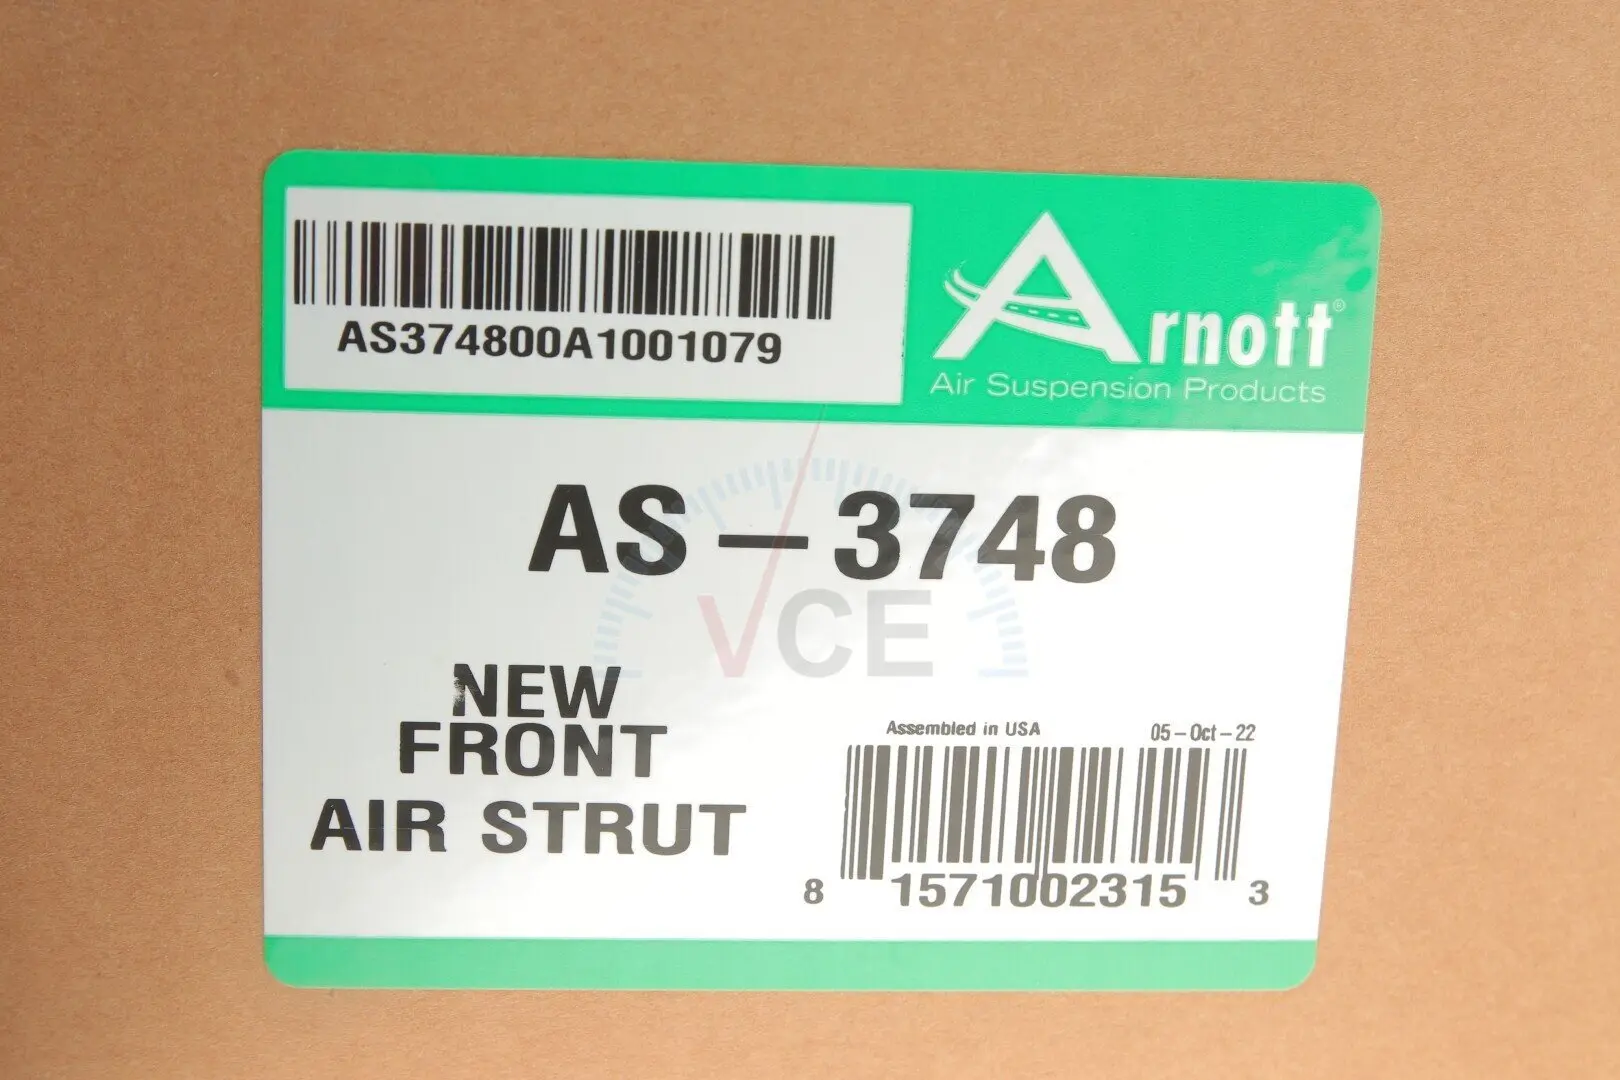 AS374800A1001079
Arnott®
Air Suspension Products
AS-3748
VCE
NEW
FRONT
AIR STRUT
Assembled in USA 05-Oct-22
8 1571002315 3